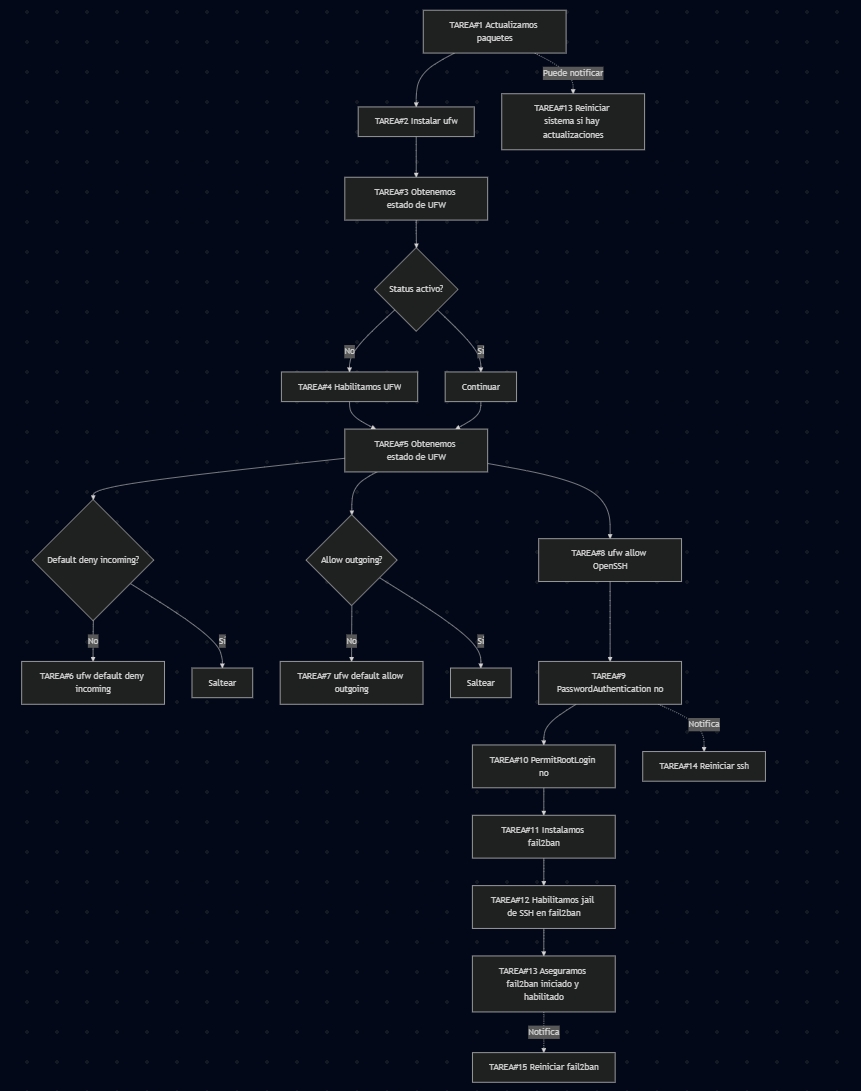 TAREA#1 Actualizamos
paquetes
Puede notificar
TAREA#2 Instalar ufw
TAREA#13 Reiniciar
sistema si hay
actualizaciones
TAREA#3 Obtenemos
estado de UFW
Status activo?
No
Si
TAREA#4 Habilitamos UFW
Continuar
TAREA#5 Obtenemos
estado de UFW
Default deny incoming?
Allow outgoing?
TAREA#8 ufw allow
OpenSSH
No
Si
No
Si
TAREA#6 ufw default deny
incoming
Saltear
TAREA#7 ufw default allow
outgoing
Saltear
TAREA#9
PasswordAuthentication no
Notifica
TAREA#10 PermitRootLogin
no
TAREA#14 Reiniciar ssh
TAREA#11 Instalamos
fail2ban
TAREA#12 Habilitamos jail
de SSH en fail2ban
TAREA#13 Aseguramos
fail2ban iniciado y
habilitado
Notifica
TAREA#15 Reiniciar fail2ban